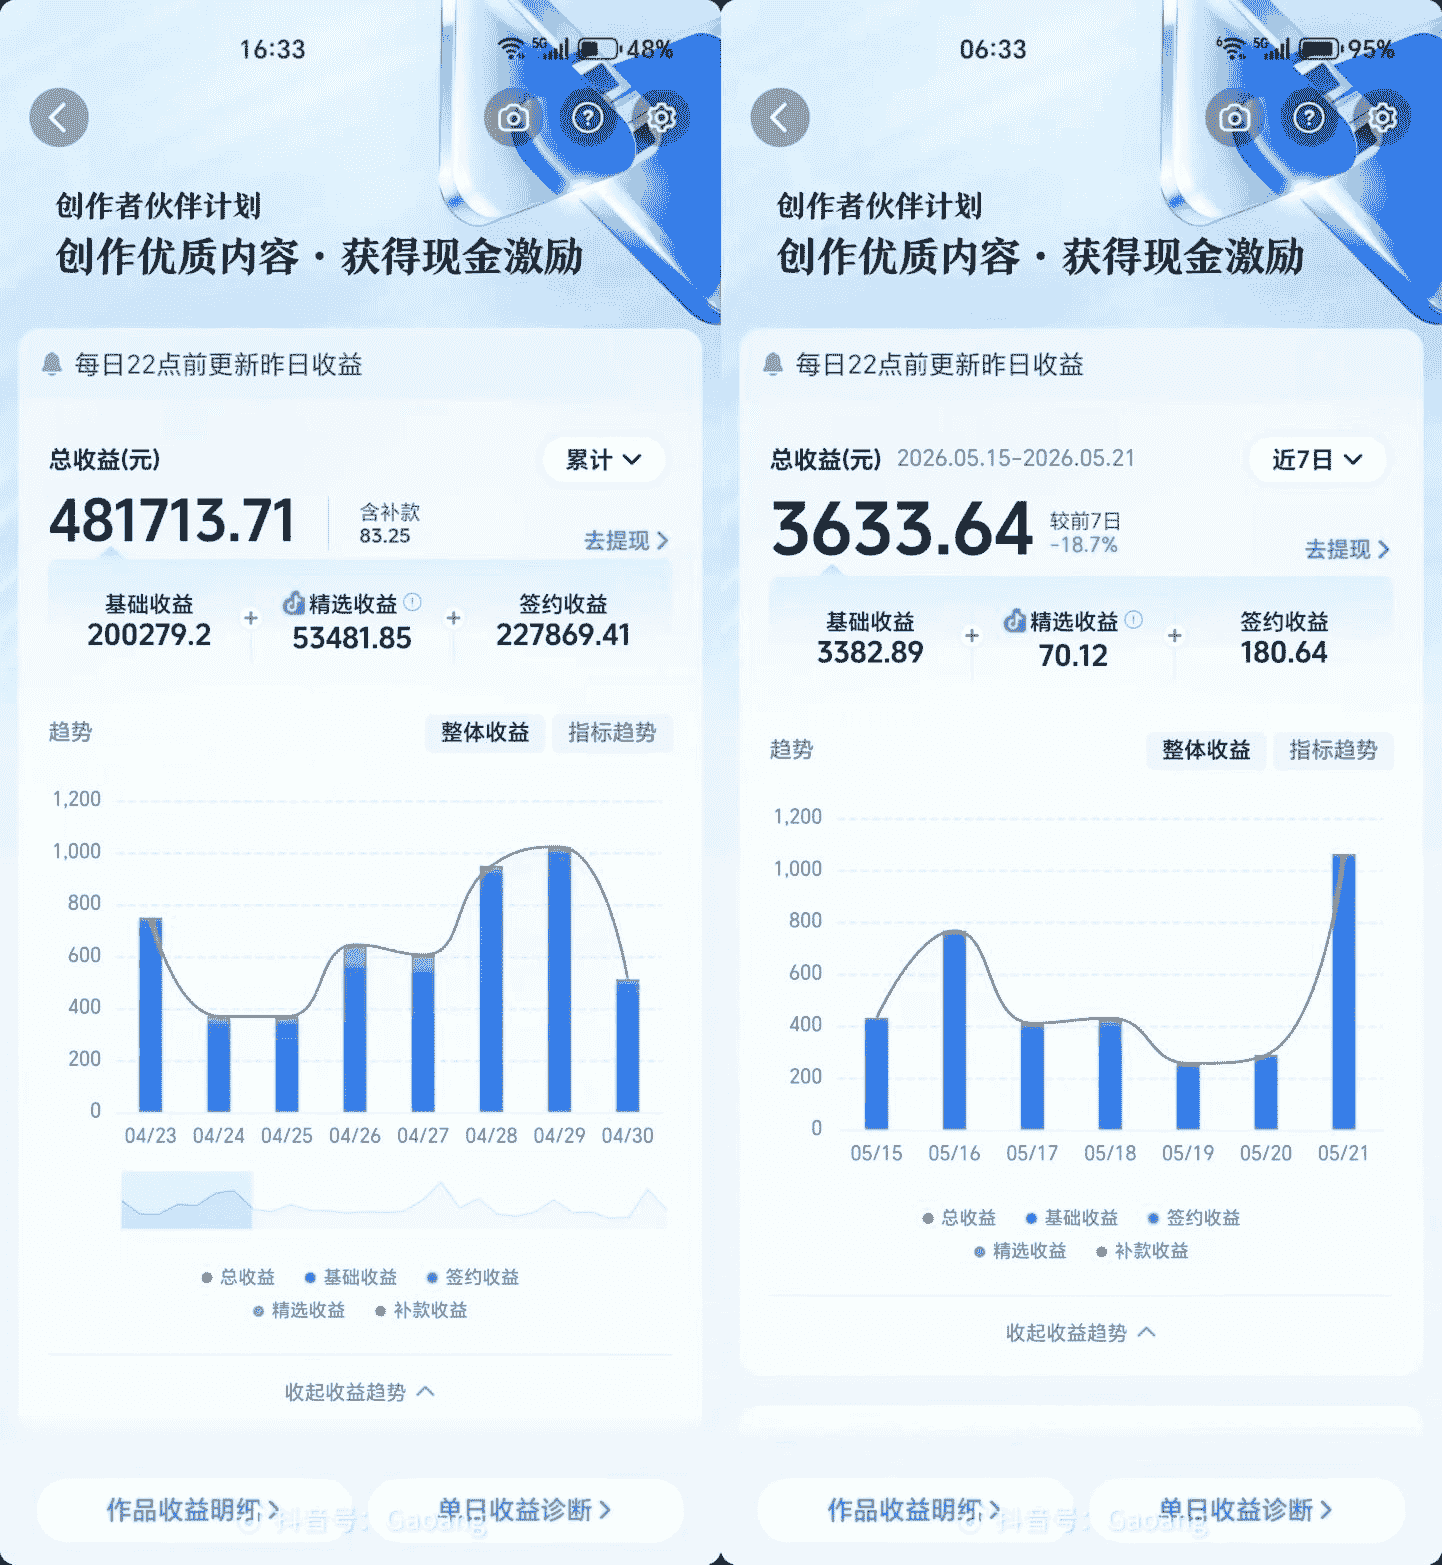 16:33
5G 48%
创作者伙伴计划
创作优质内容·获得现金激励
每日22点前更新昨日收益
总收益(元)
累计
481713.71
含补款
83.25
去提现
基础收益 + 精选收益 + 签约收益
200279.2 53481.85 227869.41
趋势
整体收益 指标趋势
1,200
1,000
800
600
400
200
0
04/23 04/24 04/25 04/26 04/27 04/28 04/29 04/30
总收益 基础收益 签约收益
精选收益 补款收益
收起收益趋势
作品收益明细 单日收益诊断
抖音号: Gaoang
06:33
6 5G 95%
创作者伙伴计划
创作优质内容·获得现金激励
每日22点前更新昨日收益
总收益(元) 2026.05.15-2026.05.21
近7日
3633.64
较前7日
-18.7%
去提现
基础收益 + 精选收益 + 签约收益
3382.89 70.12 180.64
趋势
整体收益 指标趋势
1,200
1,000
800
600
400
200
0
05/15 05/16 05/17 05/18 05/19 05/20 05/21
总收益 基础收益 签约收益
精选收益 补款收益
收起收益趋势
作品收益明细 单日收益诊断
抖音号: Gaoang